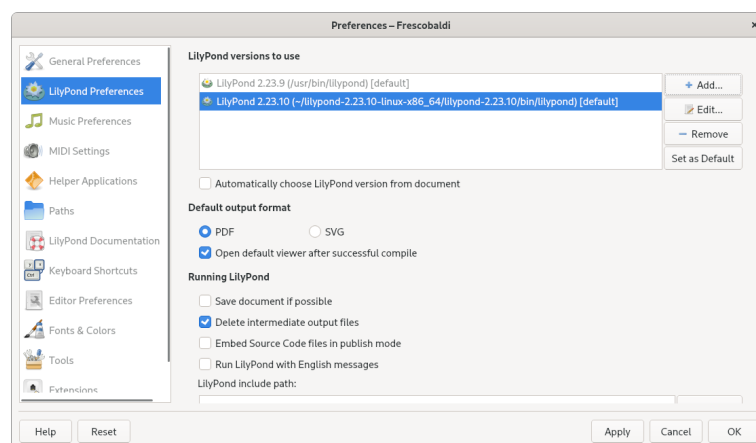 Preferences – Frescobaldi
General Preferences
LilyPond Preferences
Music Preferences
MIDI Settings
Helper Applications
Paths
LilyPond Documentation
Keyboard Shortcuts
Editor Preferences
Fonts & Colors
Tools
Extensions
LilyPond versions to use
LilyPond 2.23.9 (/usr/bin/lilypond) [default]
LilyPond 2.23.10 (~/lilypond-2.23.10-linux-x86_64/lilypond-2.23.10/bin/lilypond) [default]
Add...
Edit...
Remove
Set as Default
Automatically choose LilyPond version from document
Default output format
PDF SVG
Open default viewer after successful compile
Running LilyPond
Save document if possible
Delete intermediate output files
Embed Source Code files in publish mode
Run LilyPond with English messages
LilyPond include path:
Help Reset Apply Cancel OK